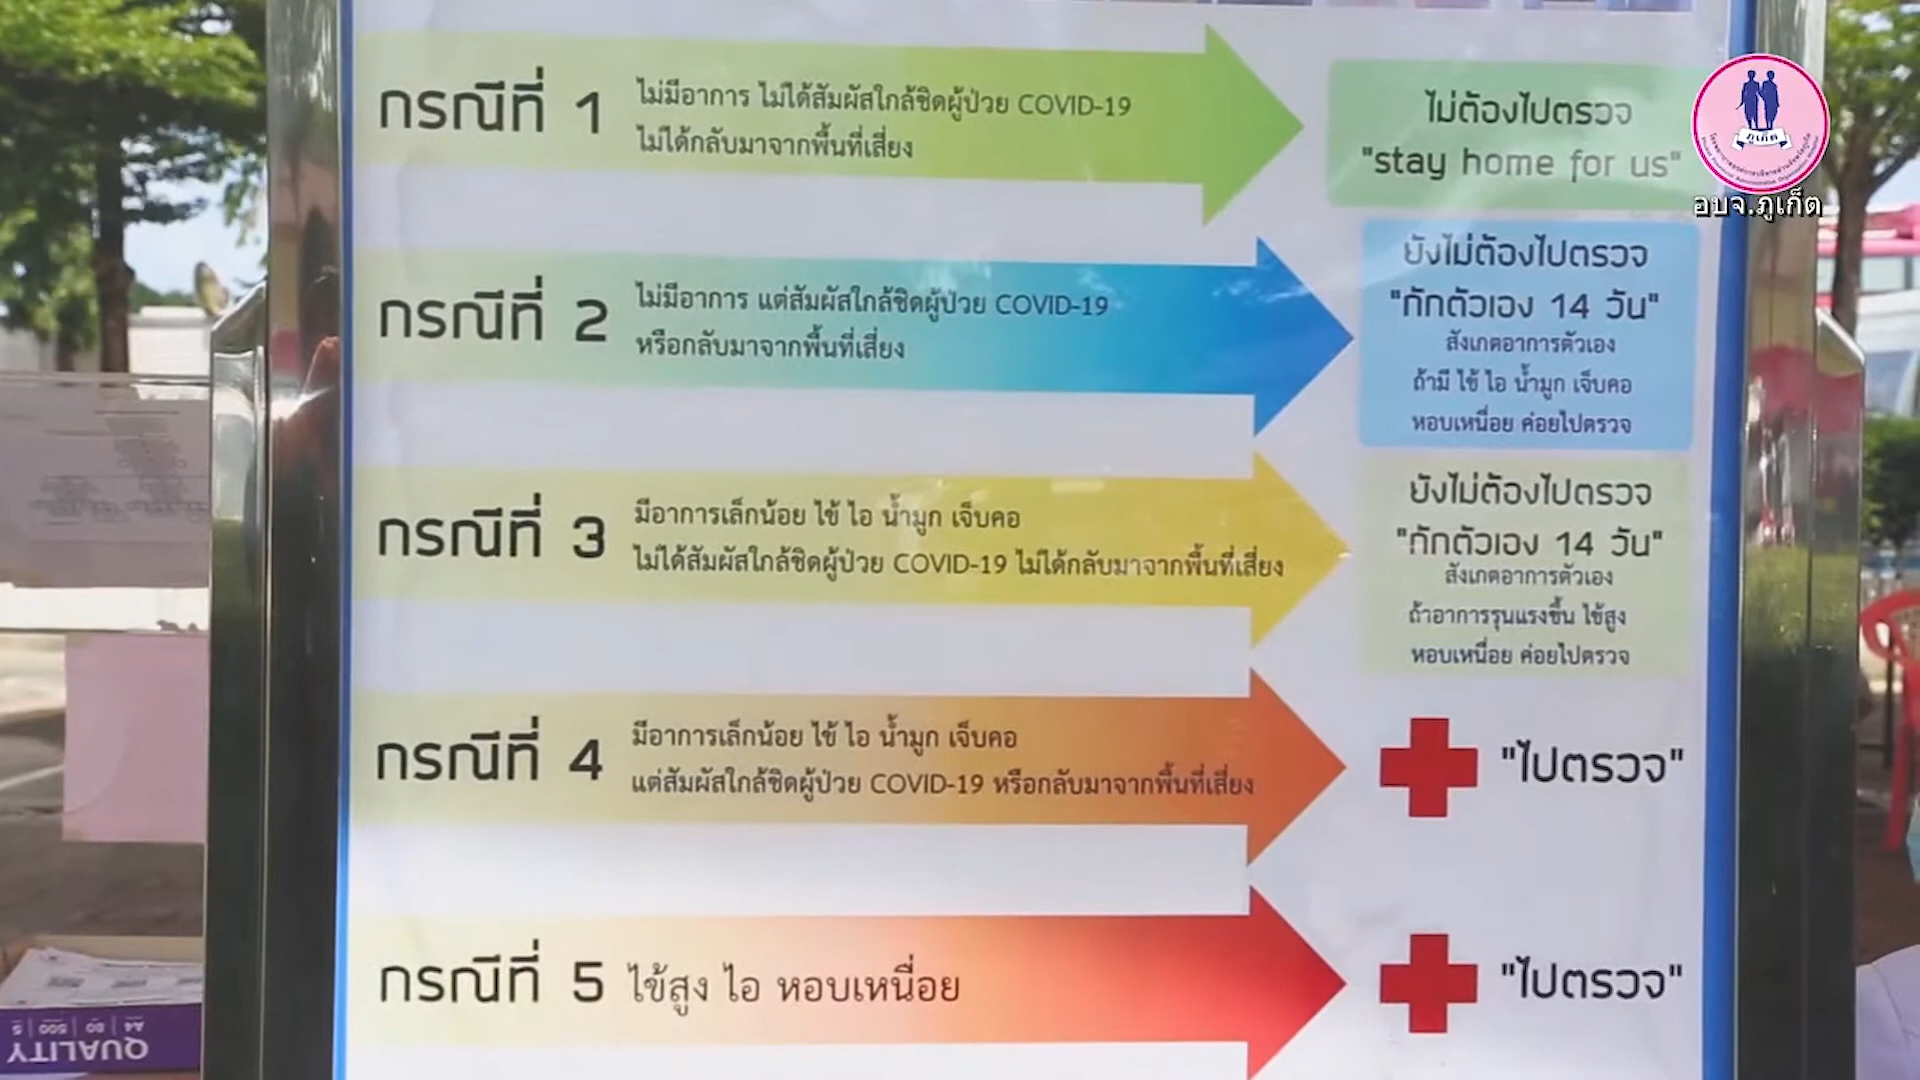 กรณีที่ 1
ไม่มีอาการ ไม่ได้สัมผัสใกล้ชิดผู้ป่วย COVID-19
ไม่ได้กลับมาจากพื้นที่เสี่ยง
ไม่ต้องไปตรวจ
"stay home for us"
ภูเก็ต
อบจ.ภูเก็ต
กรณีที่ 2
ไม่มีอาการ แต่สัมผัสใกล้ชิดผู้ป่วย COVID-19
หรือกลับมาจากพื้นที่เสี่ยง
ยังไม่ต้องไปตรวจ
"กักตัวเอง 14 วัน"
สังเกตอาการตัวเอง
ถ้ามี ไข้ ไอ น้ำมูก เจ็บคอ
หอบเหนื่อย ค่อยไปตรวจ
กรณีที่ 3
มีอาการเล็กน้อย ไข้ ไอ น้ำมูก เจ็บคอ
ไม่ได้สัมผัสใกล้ชิดผู้ป่วย COVID-19 ไม่ได้กลับมาจากพื้นที่เสี่ยง
ยังไม่ต้องไปตรวจ
"กักตัวเอง 14 วัน"
สังเกตอาการตัวเอง
ถ้าอาการรุนแรงขึ้น ไข้สูง
หอบเหนื่อย ค่อยไปตรวจ
กรณีที่ 4
มีอาการเล็กน้อย ไข้ ไอ น้ำมูก เจ็บคอ
แต่สัมผัสใกล้ชิดผู้ป่วย COVID-19 หรือกลับมาจากพื้นที่เสี่ยง
"ไปตรวจ"
กรณีที่ 5
ไข้สูง ไอ หอบเหนื่อย
"ไปตรวจ"
A4 | 80 | 500 | 5
QUALITY